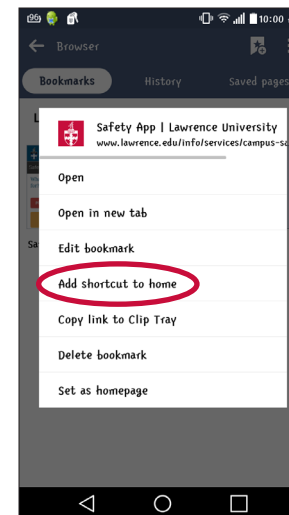 10:00
Browser
Bookmarks History Saved pages
L
Safety App | Lawrence University
www.lawrence.edu/info/services/campus-sa
Open
Open in new tab
Sa
Edit bookmark
Add shortcut to home
Copy link to Clip Tray
Delete bookmark
Set as homepage